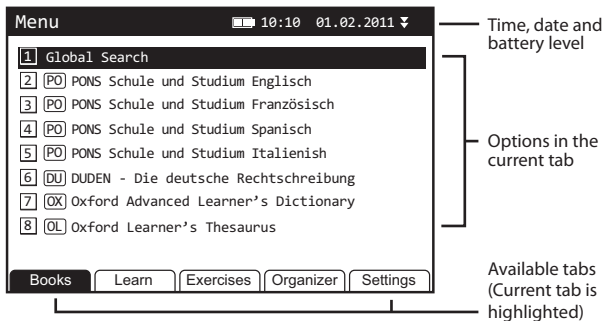 Menu 10:10 01.02.2011
1 Global Search
2 PO PONS Schule und Studium Englisch
3 PO PONS Schule und Studium Französisch
4 PO PONS Schule und Studium Spanisch
5 PO PONS Schule und Studium Italienish
6 DU DUDEN - Die deutsche Rechtschreibung
7 OX Oxford Advanced Learner’s Dictionary
8 OL Oxford Learner’s Thesaurus
Books Learn Exercises Organizer Settings
Time, date and
battery level
Options in the
current tab
Available tabs
(Current tab is
highlighted)